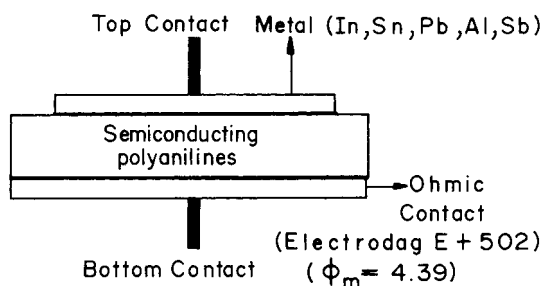 Top Contact
Metal (In,Sn,Pb,Al,Sb)
Semiconducting
polyanilines
Ohmic
Contact
(Electrodag E+502)
(ϕm = 4.39)
Bottom Contact